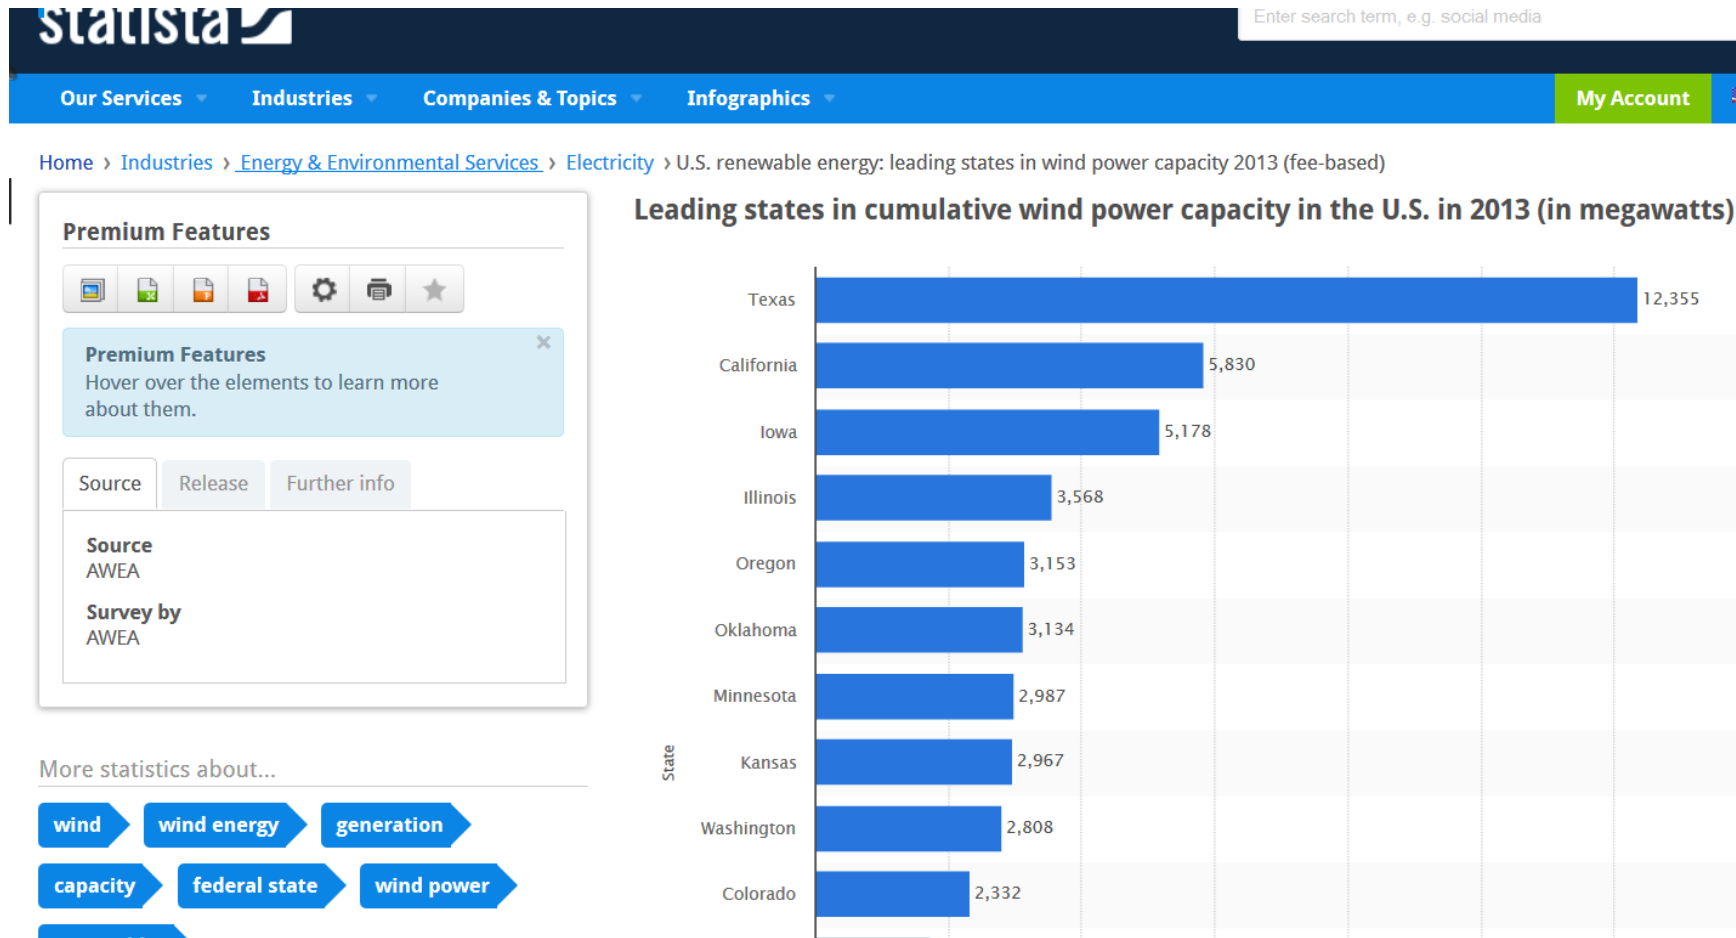 statista
Enter search term, e.g. social media
Our Services
Industries
Companies & Topics
Infographics
My Account
Home › Industries › Energy & Environmental Services › Electricity › U.S. renewable energy: leading states in wind power capacity 2013 (fee-based)
Premium Features
Premium Features
Hover over the elements to learn more
about them.
Source
Release
Further info
Source
AWEA
Survey by
AWEA
More statistics about...
wind
wind energy
generation
capacity
federal state
wind power
Leading states in cumulative wind power capacity in the U.S. in 2013 (in megawatts)
State
Texas 12,355
California 5,830
Iowa 5,178
Illinois 3,568
Oregon 3,153
Oklahoma 3,134
Minnesota 2,987
Kansas 2,967
Washington 2,808
Colorado 2,332